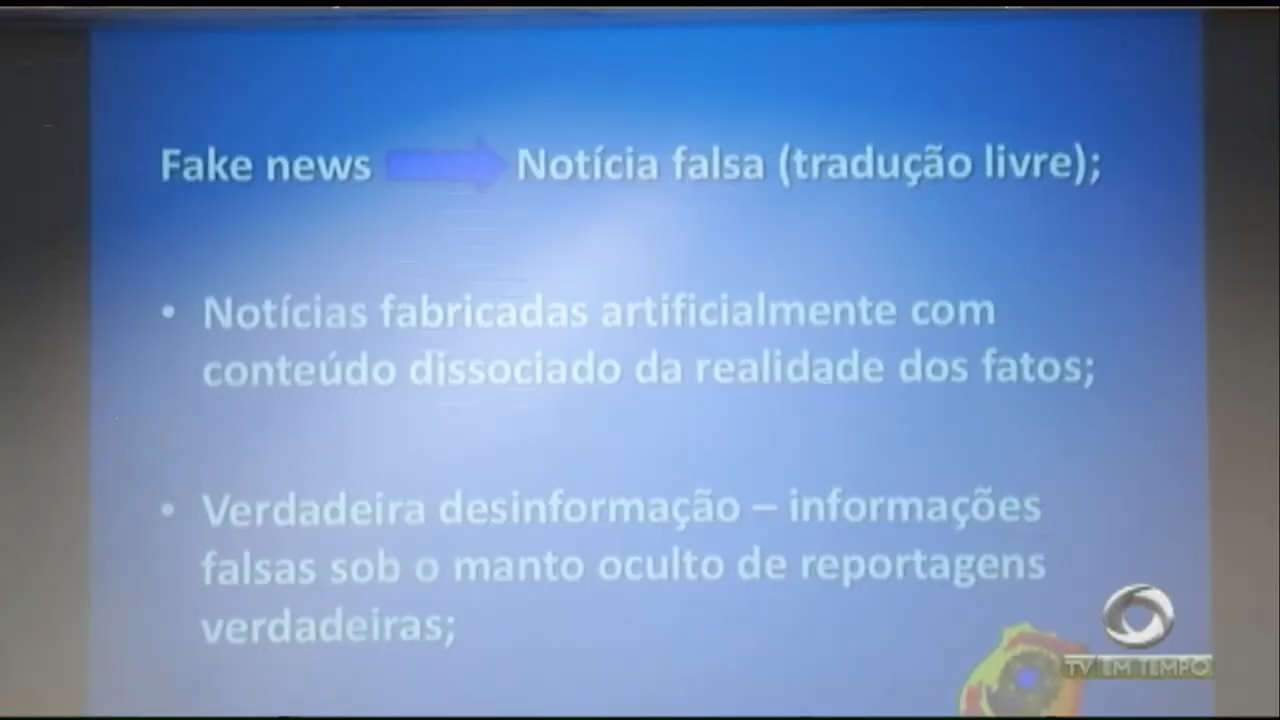 Fake news Notícia falsa (tradução livre);
• Notícias fabricadas artificialmente com
conteúdo dissociado da realidade dos fatos;
• Verdadeira desinformação – informações
falsas sob o manto oculto de reportagens
verdadeiras;
TV EM TEMPO